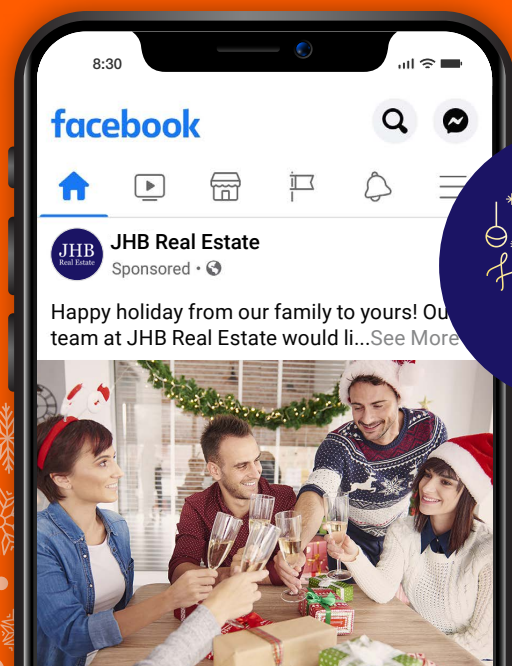 8:30
facebook
JHB Real Estate
JHB
Real Estate
Sponsored •
Happy holiday from our family to yours! Ou
team at JHB Real Estate would li...See More